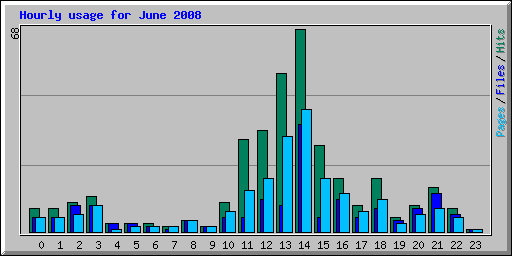 Hourly usage for June 2008
68
Pages/Files/Hits
0 1 2 3 4 5 6 7 8 9 10 11 12 13 14 15 16 17 18 19 20 21 22 23